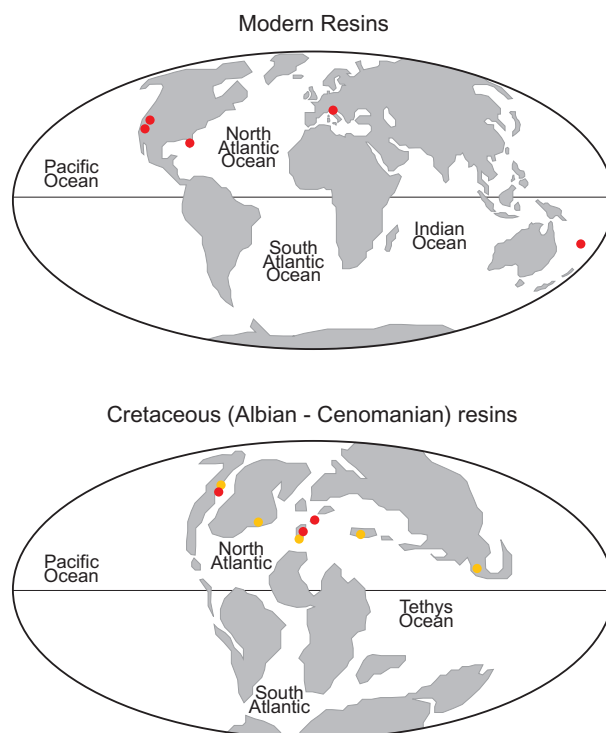 Modern Resins
North
Atlantic
Ocean
Pacific
Ocean
Indian
Ocean
South
Atlantic
Ocean
Cretaceous (Albian - Cenomanian) resins
North
Atlantic
Pacific
Ocean
Tethys
Ocean
South
Atlantic